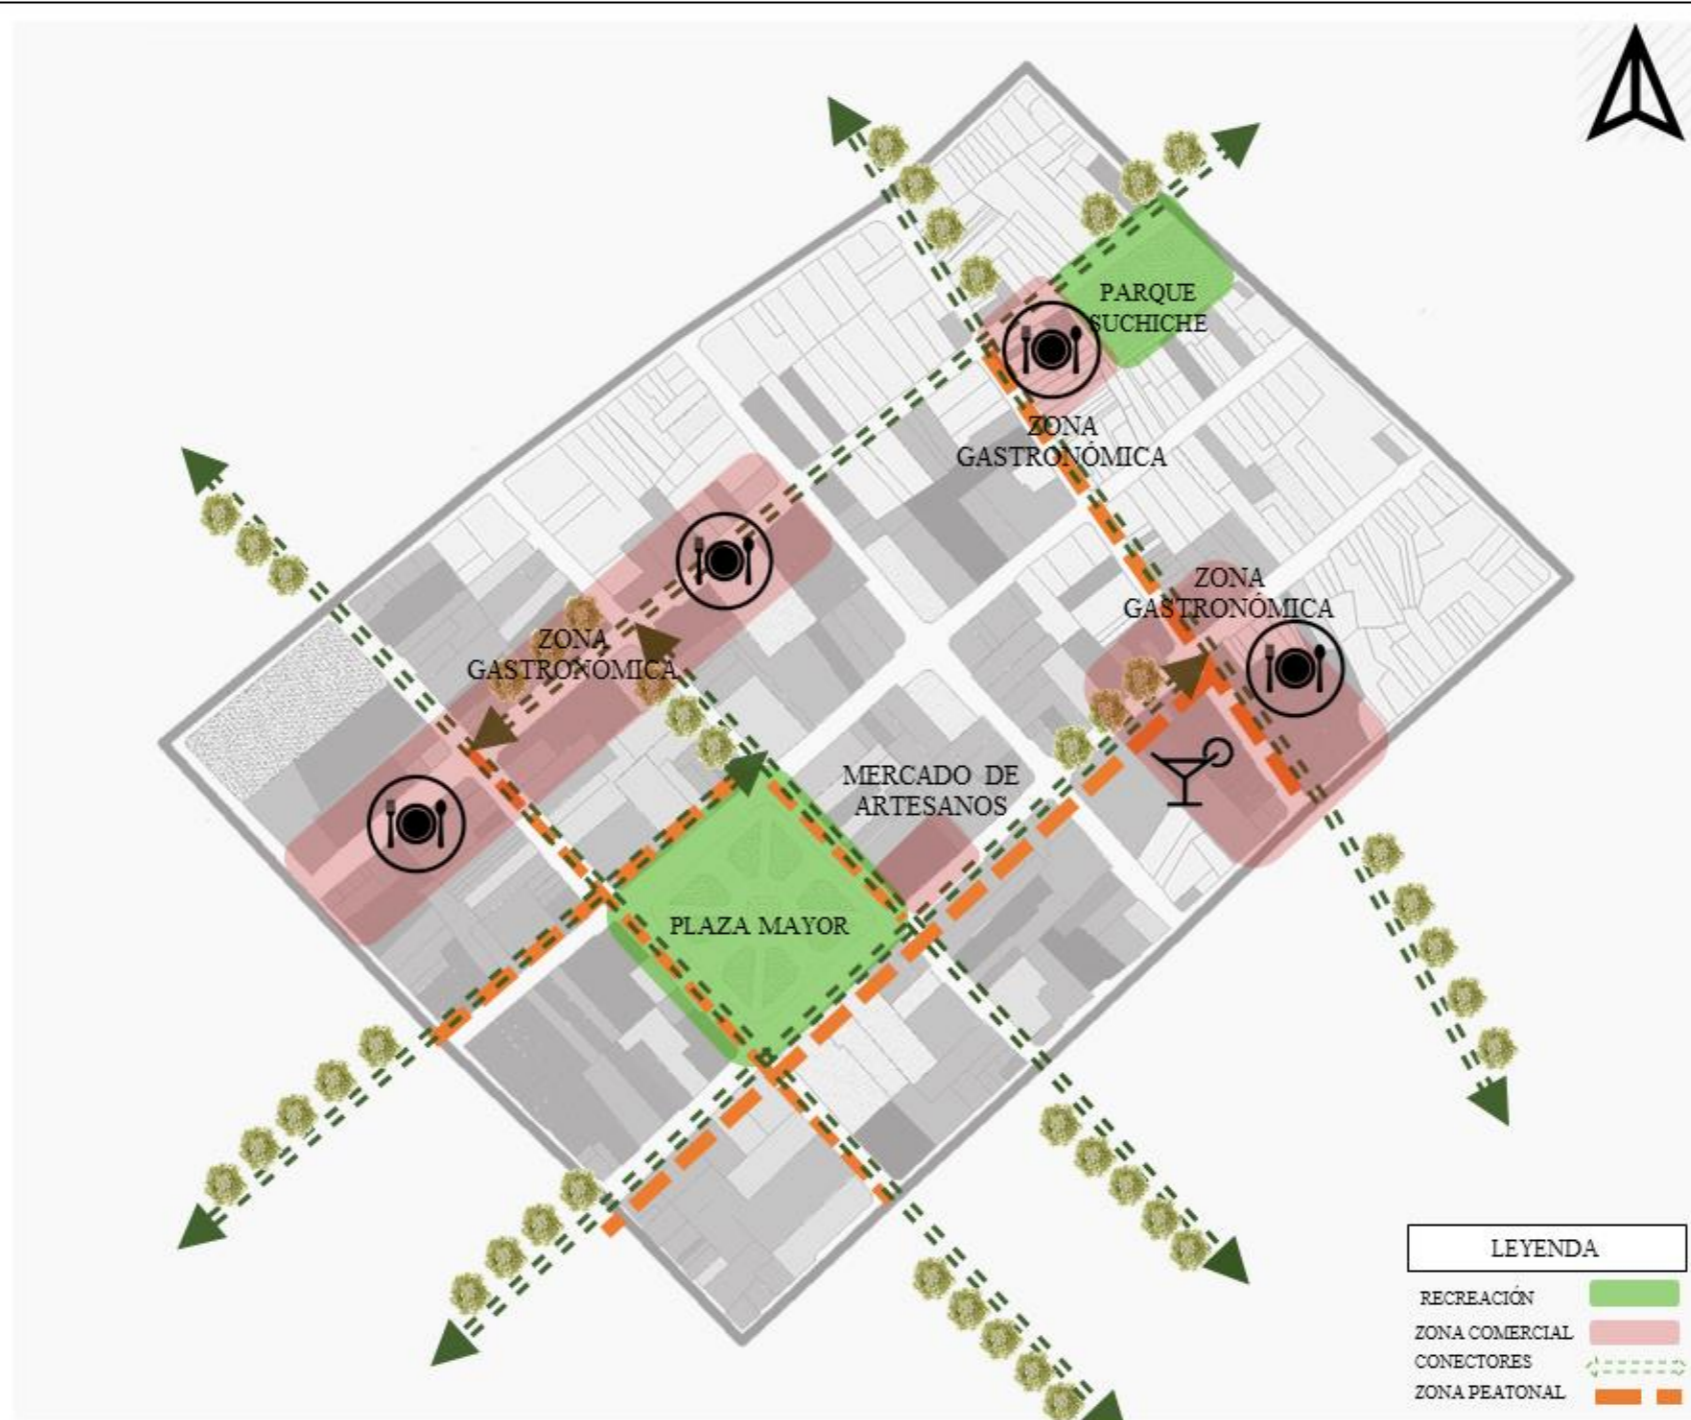 PARQUE
SUCHICHE
ZONA
GASTRONÓMICA
ZONA
GASTRONÓMICA
ZONA
GASTRONÓMICA
MERCADO DE
ARTESANOS
PLAZA MAYOR
LEYENDA
RECREACIÓN
ZONA COMERCIAL
CONECTORES
ZONA PEATONAL